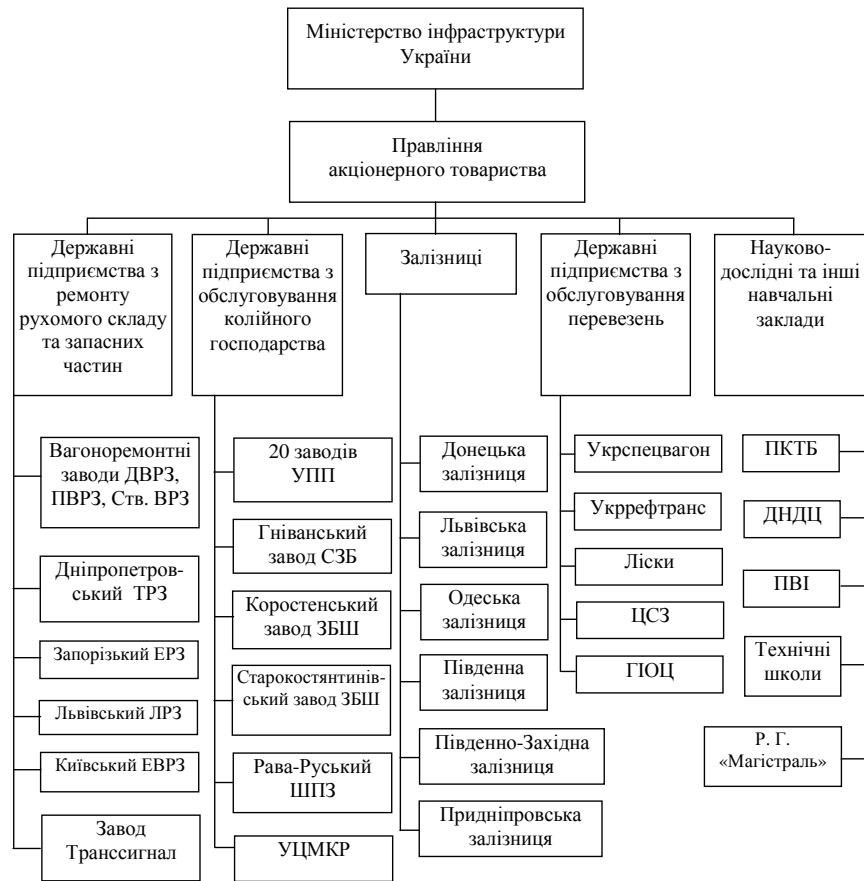 Міністерство інфраструктури
України
Правління
акціонерного товариства
Державні
підприємства з
ремонту
рухомого складу
та запасних
частин
Державні
підприємства з
обслуговування
колійного
господарства
Залізниці
Державні
підприємства з
обслуговування
перевезень
Науково-
дослідні та інші
навчальні
заклади
Вагоноремонтні
заводи ДВРЗ,
ПВРЗ, Ств. ВРЗ
Дніпропетров-
ський ТРЗ
Запорізький ЕРЗ
Львівський ЛРЗ
Київський ЕВРЗ
Завод
Транссигнал
20 заводів
УПП
Гніванський
завод СЗБ
Коростенський
завод ЗБШ
Старокостянтинів-
ський завод ЗБШ
Рава-Руський
ШПЗ
УЦМКР
Донецька
залізниця
Львівська
залізниця
Одеська
залізниця
Південна
залізниця
Південно-Західна
залізниця
Придніпровська
залізниця
Укрспецвагон
Укррефтранс
Ліски
ЦСЗ
ГІОЦ
ПКТБ
ДНДЦ
ПВІ
Технічні
школи
Р. Г.
«Магістраль»